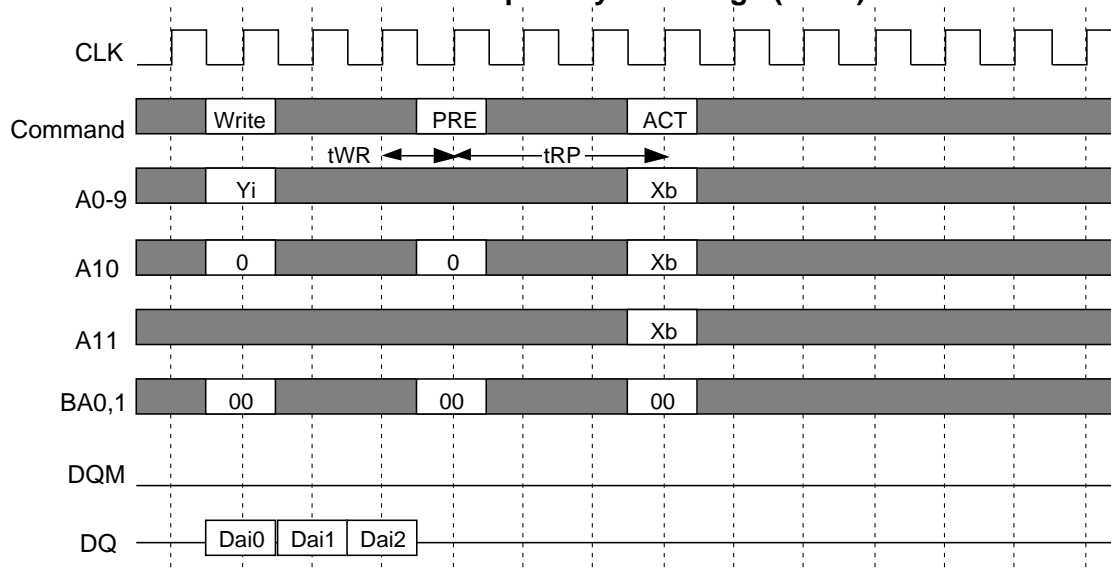 CLK
Command Write PRE ACT
tWR tRP
A0-9 Yi Xb
A10 0 0 Xb
A11 Xb
BA0,1 00 00 00
DQM
DQ Dai0 Dai1 Dai2